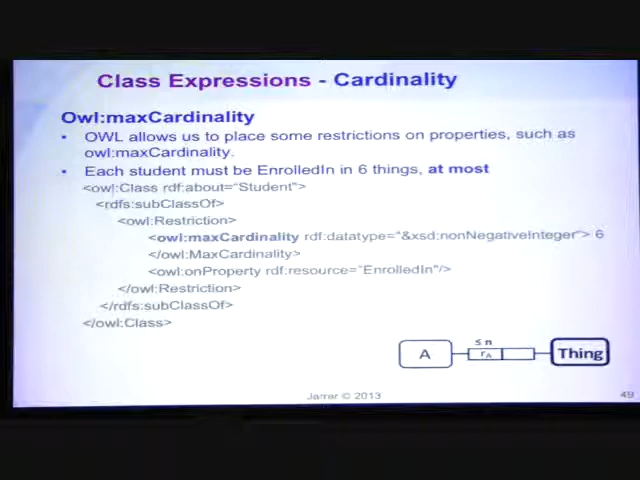 Class Expressions - Cardinality
Owl:maxCardinality
• OWL allows us to place some restrictions on properties, such as
owl:maxCardinality.
• Each student must be EnrolledIn in 6 things, at most
<owl:Class rdf:about="Student">
<rdfs:subClassOf>
<owl:Restriction>
<owl:maxCardinality rdf:datatype="&xsd:nonNegativeInteger"> 6
</owl:MaxCardinality>
<owl:onProperty rdf:resource="EnrolledIn"/>
</owl:Restriction>
</rdfs:subClassOf>
</owl:Class>
≤ n
A rA Thing
Jarrar © 2013 49